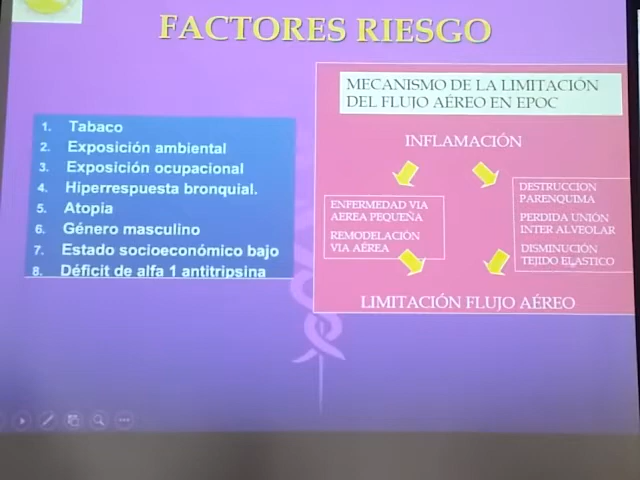 FACTORES RIESGO
1. Tabaco
2. Exposición ambiental
3. Exposición ocupacional
4. Hiperrespuesta bronquial.
5. Atopia
6. Género masculino
7. Estado socioeconómico bajo
8. Déficit de alfa 1 antitripsina
MECANISMO DE LA LIMITACIÓN
DEL FLUJO AÉREO EN EPOC
INFLAMACIÓN
ENFERMEDAD VIA
AEREA PEQUEÑA
REMODELACIÓN
VIA AÉREA
DESTRUCCION
PARENQUIMA
PERDIDA UNIÓN
INTER ALVEOLAR
DISMINUCIÓN
TEJIDO ELASTICO
LIMITACIÓN FLUJO AÉREO